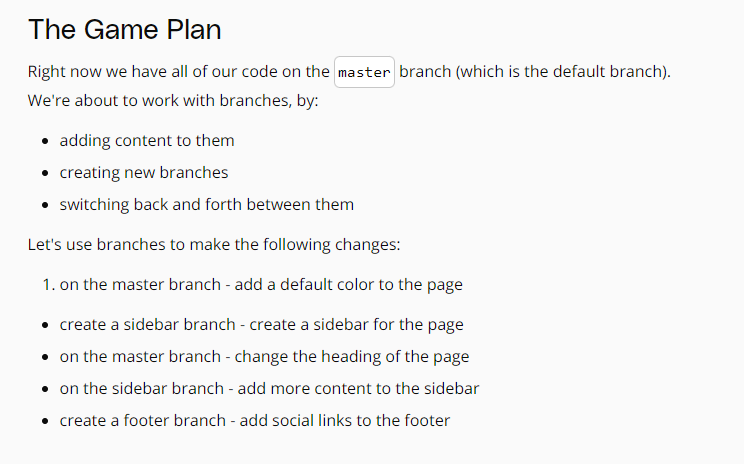 The Game Plan
Right now we have all of our code on the master branch (which is the default branch).
We're about to work with branches, by:
• adding content to them
• creating new branches
• switching back and forth between them
Let's use branches to make the following changes:
1. on the master branch - add a default color to the page
• create a sidebar branch - create a sidebar for the page
• on the master branch - change the heading of the page
• on the sidebar branch - add more content to the sidebar
• create a footer branch - add social links to the footer